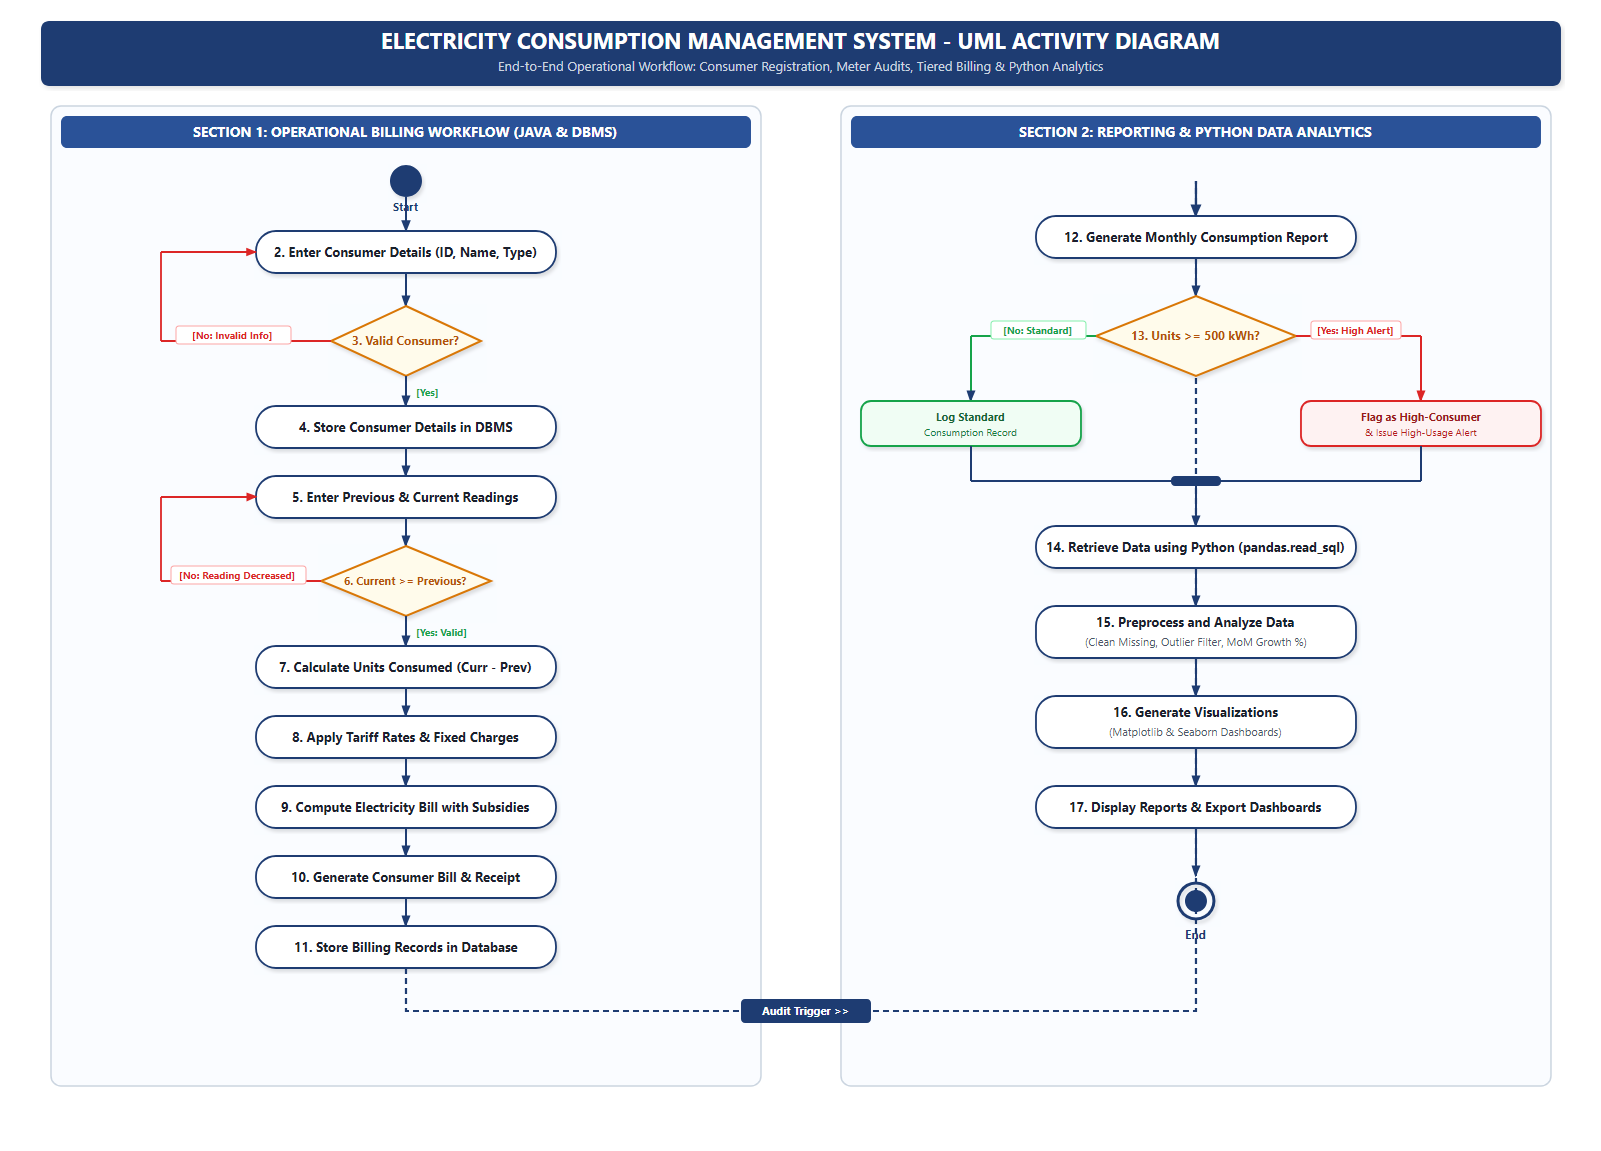 ELECTRICITY CONSUMPTION MANAGEMENT SYSTEM - UML ACTIVITY DIAGRAM
End-to-End Operational Workflow: Consumer Registration, Meter Audits, Tiered Billing & Python Analytics
SECTION 1: OPERATIONAL BILLING WORKFLOW (JAVA & DBMS)
Start
2. Enter Consumer Details (ID, Name, Type)
[No: Invalid Info]
3. Valid Consumer?
[Yes]
4. Store Consumer Details in DBMS
5. Enter Previous & Current Readings
[No: Reading Decreased]
6. Current >= Previous?
[Yes: Valid]
7. Calculate Units Consumed (Curr - Prev)
8. Apply Tariff Rates & Fixed Charges
9. Compute Electricity Bill with Subsidies
10. Generate Consumer Bill & Receipt
11. Store Billing Records in Database
Audit Trigger >>
SECTION 2: REPORTING & PYTHON DATA ANALYTICS
12. Generate Monthly Consumption Report
[No: Standard]
13. Units >= 500 kWh?
[Yes: High Alert]
Log Standard
Consumption Record
Flag as High-Consumer
& Issue High-Usage Alert
14. Retrieve Data using Python (pandas.read_sql)
15. Preprocess and Analyze Data
(Clean Missing, Outlier Filter, MoM Growth %)
16. Generate Visualizations
(Matplotlib & Seaborn Dashboards)
17. Display Reports & Export Dashboards
End